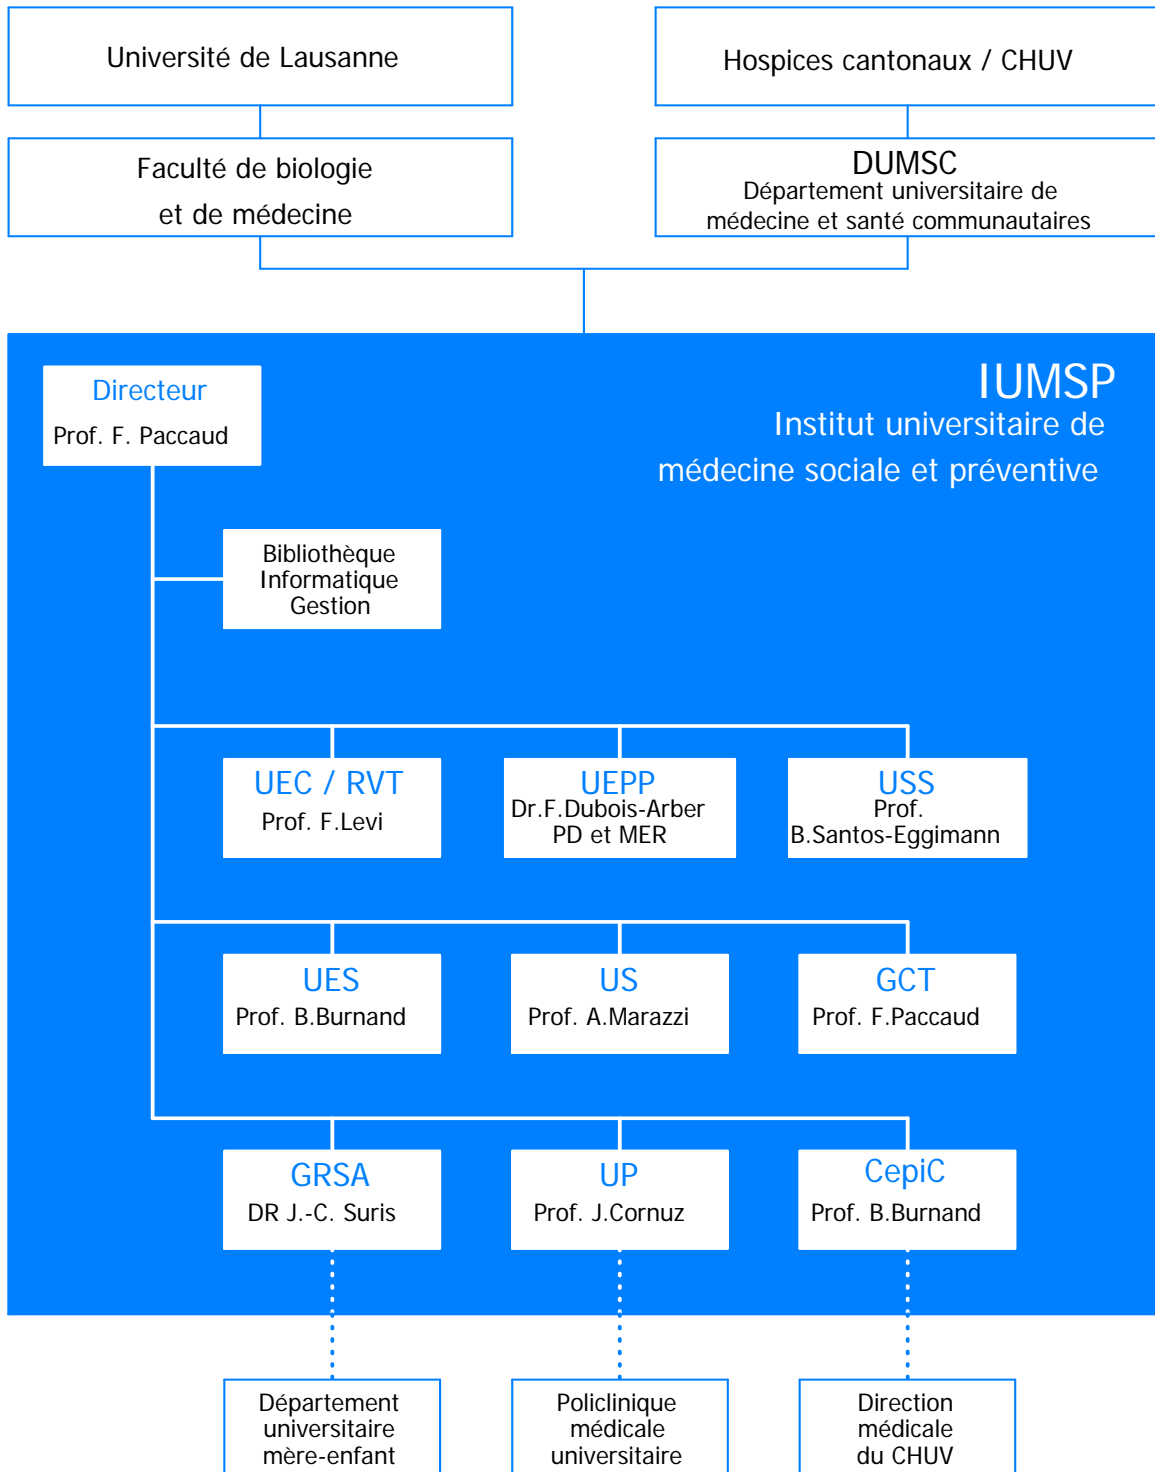 Université de Lausanne
Hospices cantonaux / CHUV
Faculté de biologie
et de médecine
DUMSC
Département universitaire de
médecine et santé communautaires
IUMSP
Institut universitaire de
médecine sociale et préventive
Directeur
Prof. F. Paccaud
Bibliothèque
Informatique
Gestion
UEC / RVT
Prof. F.Levi
UEPP
Dr.F.Dubois-Arber
PD et MER
USS
Prof.
B.Santos-Eggimann
UES
Prof. B.Burnand
US
Prof. A.Marazzi
GCT
Prof. F.Paccaud
GRSA
DR J.-C. Suris
UP
Prof. J.Cornuz
CepiC
Prof. B.Burnand
Département
universitaire
mère-enfant
Policlinique
médicale
universitaire
Direction
médicale
du CHUV